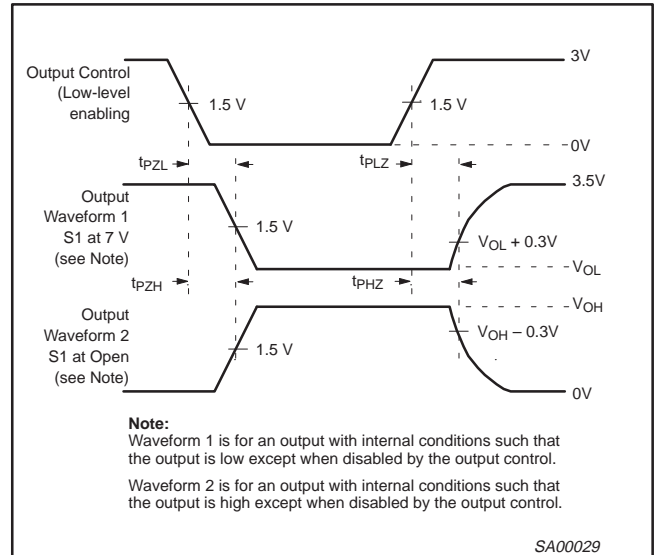 3V
Output Control
(Low-level
enabling
1.5 V
1.5 V
0V
tPZL
tPLZ
3.5V
Output
Waveform 1
S1 at 7 V
(see Note)
1.5 V
VOL + 0.3V
VOL
tPZH
tPHZ
VOH
Output
Waveform 2
S1 at Open
(see Note)
1.5 V
VOH – 0.3V
0V
Note:
Waveform 1 is for an output with internal conditions such that
the output is low except when disabled by the output control.
Waveform 2 is for an output with internal conditions such that
the output is high except when disabled by the output control.
SA00029